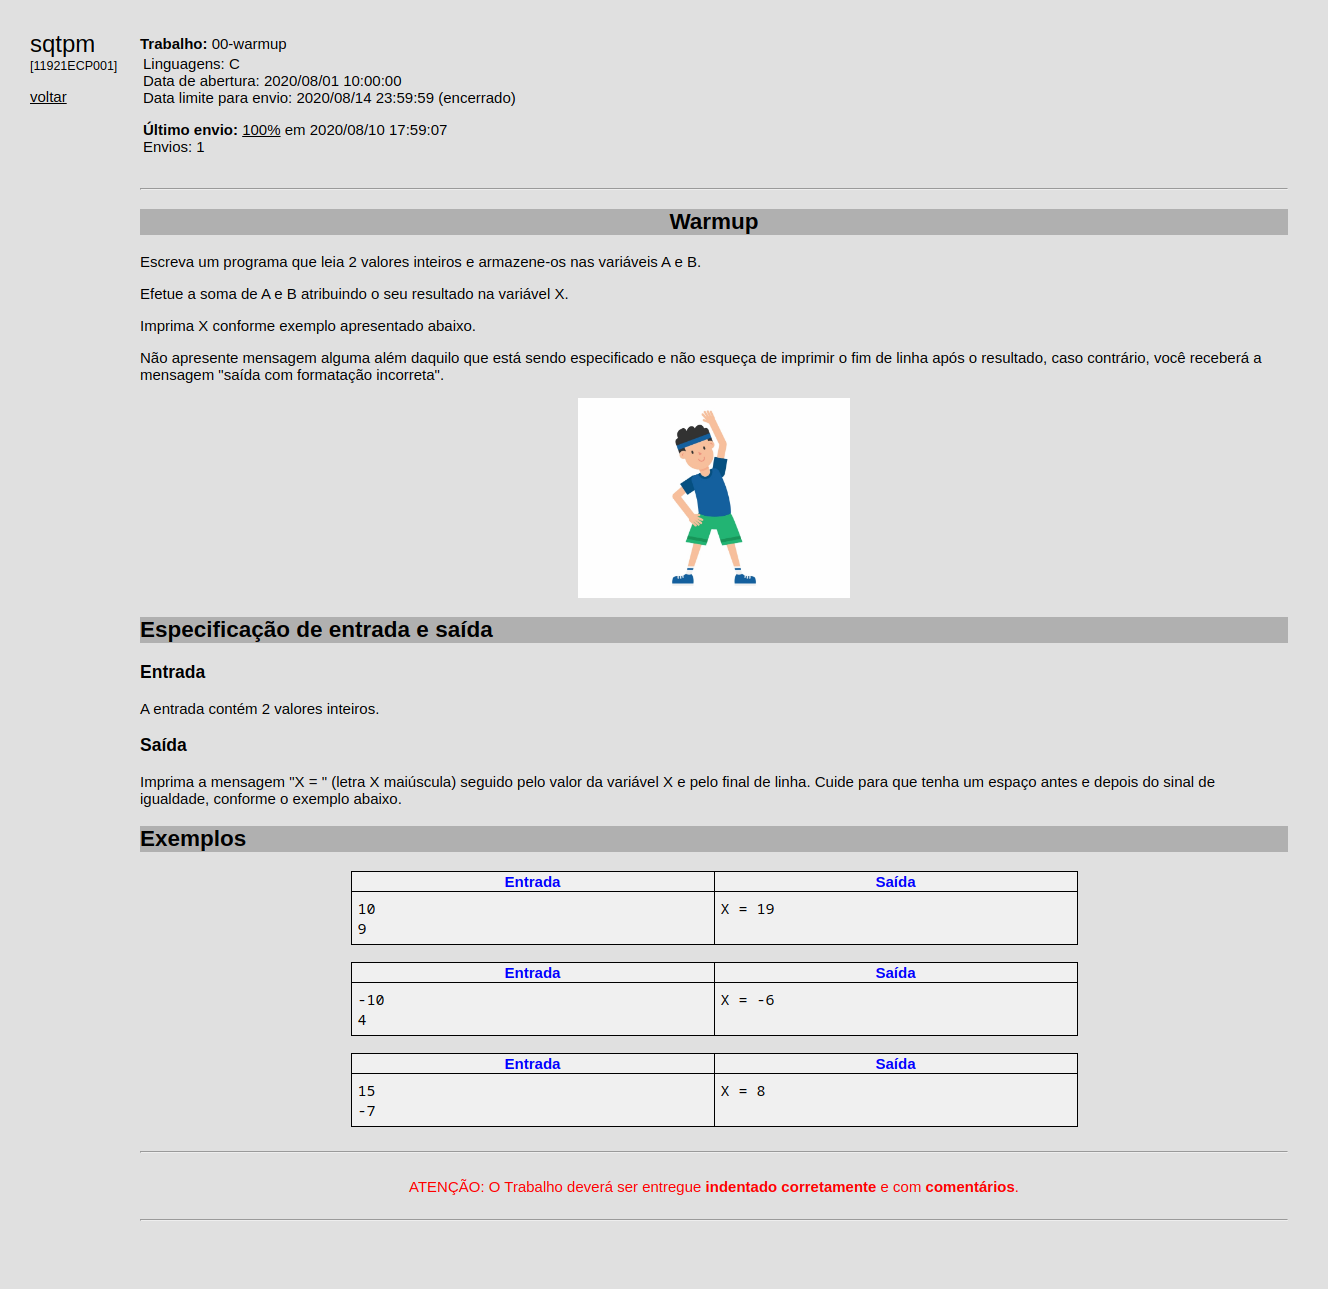 sqtpm
[11921ECP001]
voltar
Trabalho: 00-warmup
Linguagens: C
Data de abertura: 2020/08/01 10:00:00
Data limite para envio: 2020/08/14 23:59:59 (encerrado)
Último envio: 100% em 2020/08/10 17:59:07
Envios: 1
Warmup
Escreva um programa que leia 2 valores inteiros e armazene-os nas variáveis A e B.
Efetue a soma de A e B atribuindo o seu resultado na variável X.
Imprima X conforme exemplo apresentado abaixo.
Não apresente mensagem alguma além daquilo que está sendo especificado e não esqueça de imprimir o fim de linha após o resultado, caso contrário, você receberá a
mensagem "saída com formatação incorreta".
Especificação de entrada e saída
Entrada
A entrada contém 2 valores inteiros.
Saída
Imprima a mensagem "X = " (letra X maiúscula) seguido pelo valor da variável X e pelo final de linha. Cuide para que tenha um espaço antes e depois do sinal de
igualdade, conforme o exemplo abaixo.
Exemplos
Entrada Saída
10 X = 19
9
Entrada Saída
-10 X = -6
4
Entrada Saída
15 X = 8
-7
ATENÇÃO: O Trabalho deverá ser entregue indentado corretamente e com comentários.